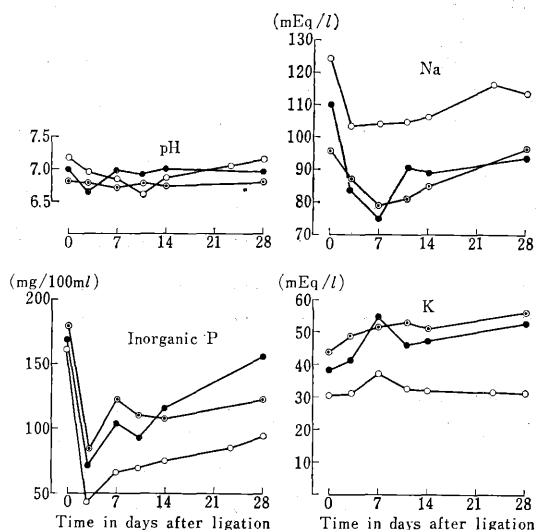 (mEq/l)
130
120
110
100
90
80
70
Na
0 7 14 21 28
7.5
7.0
6.5
pH
0 7 14 21 28
(mg/100ml)
200
150
100
50
Inorganic P
0 7 14 21 28
Time in days after ligation
(mEq/l)
60
50
40
30
20
10
0
K
0 7 14 21 28
Time in days after ligation